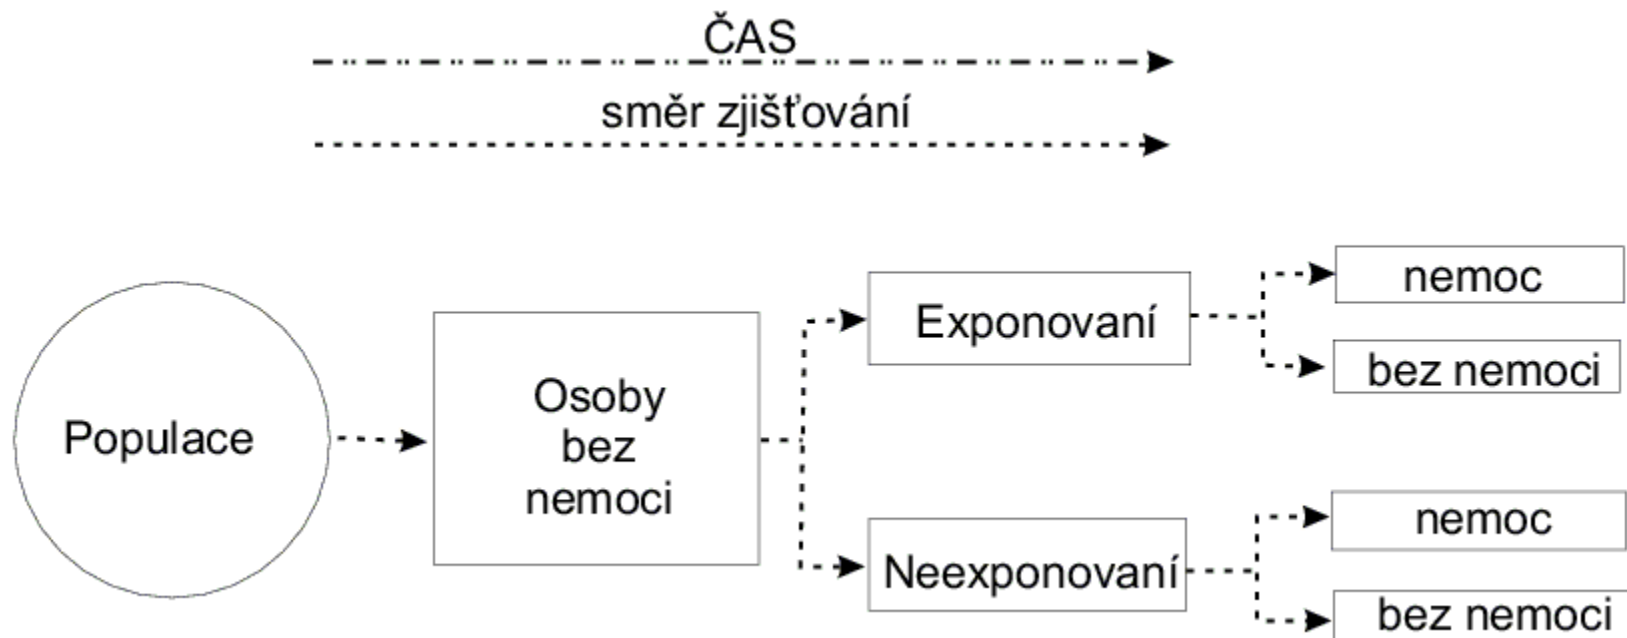 ČAS
směr zjišťování
Populace
Osoby
bez
nemoci
Exponovaní
nemoc
bez nemoci
Neexponovaní
nemoc
bez nemoci